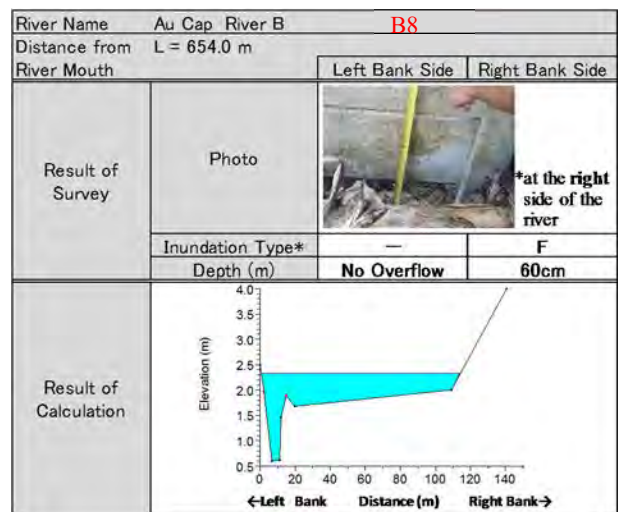 River Name Au Cap River B B8
Distance from L = 654.0 m
River Mouth Left Bank Side Right Bank Side
Result of
Survey
Photo
*at the right
side of the
river
Inundation Type* — F
Depth (m) No Overflow 60cm
Result of
Calculation
Elevation (m)
4.0
3.5
3.0
2.5
2.0
1.5
1.0
0.5
0 20 40 60 80 100 120 140
←Left Bank Distance (m) Right Bank→